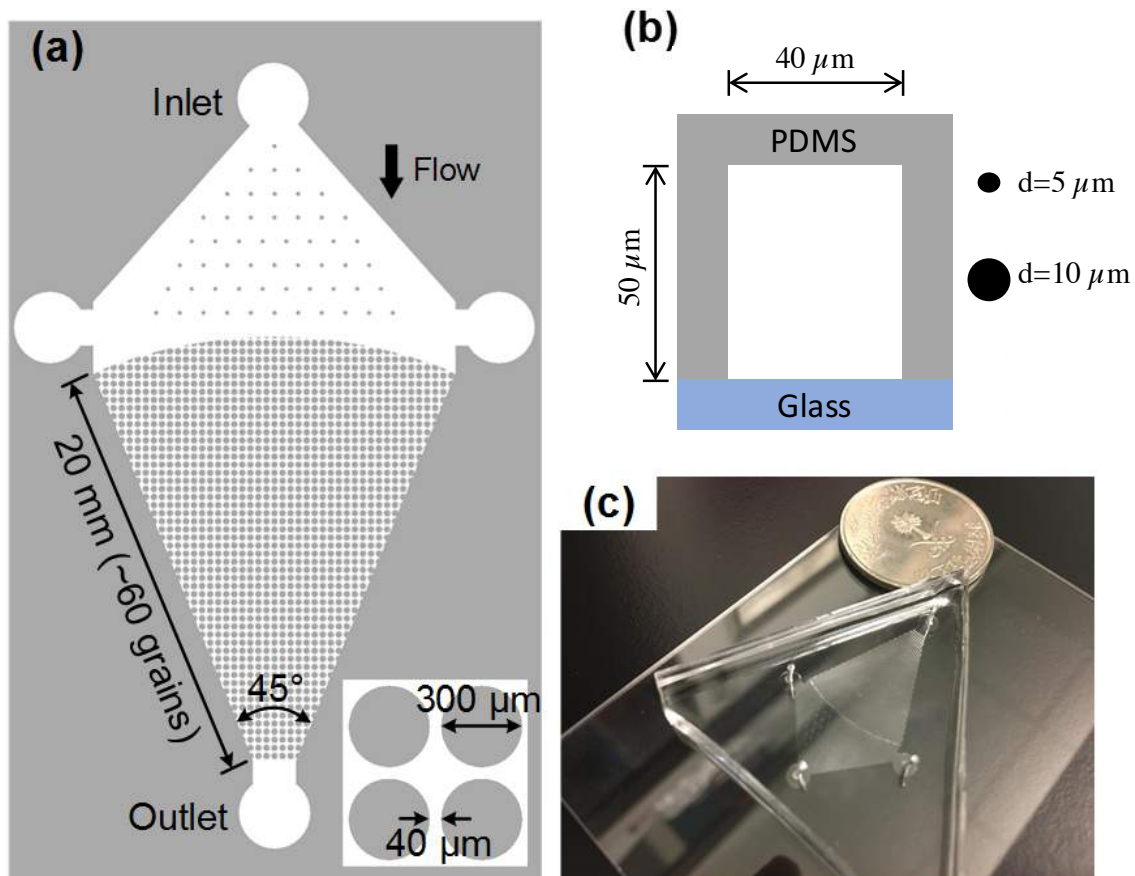 (a)
Inlet
Flow
20 mm (~60 grains)
45°
300 µm
40 µm
Outlet
(b)
40 µm
PDMS
50 µm
Glass
d=5 µm
d=10 µm
(c)